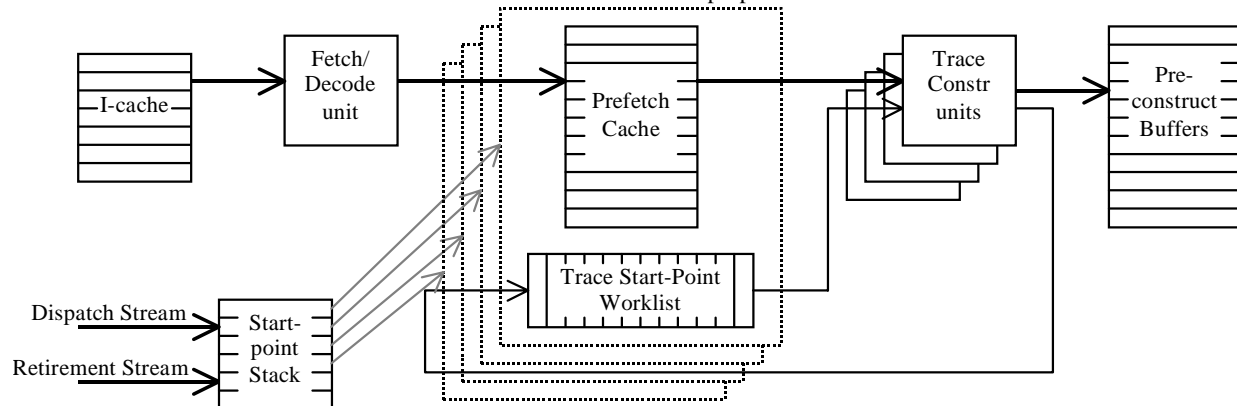 I-cache
Fetch/
Decode
unit
Prefetch
Cache
Trace
Constr
units
Pre-
construct
Buffers
Trace Start-Point
Worklist
Dispatch Stream
Retirement Stream
Start-
point
Stack